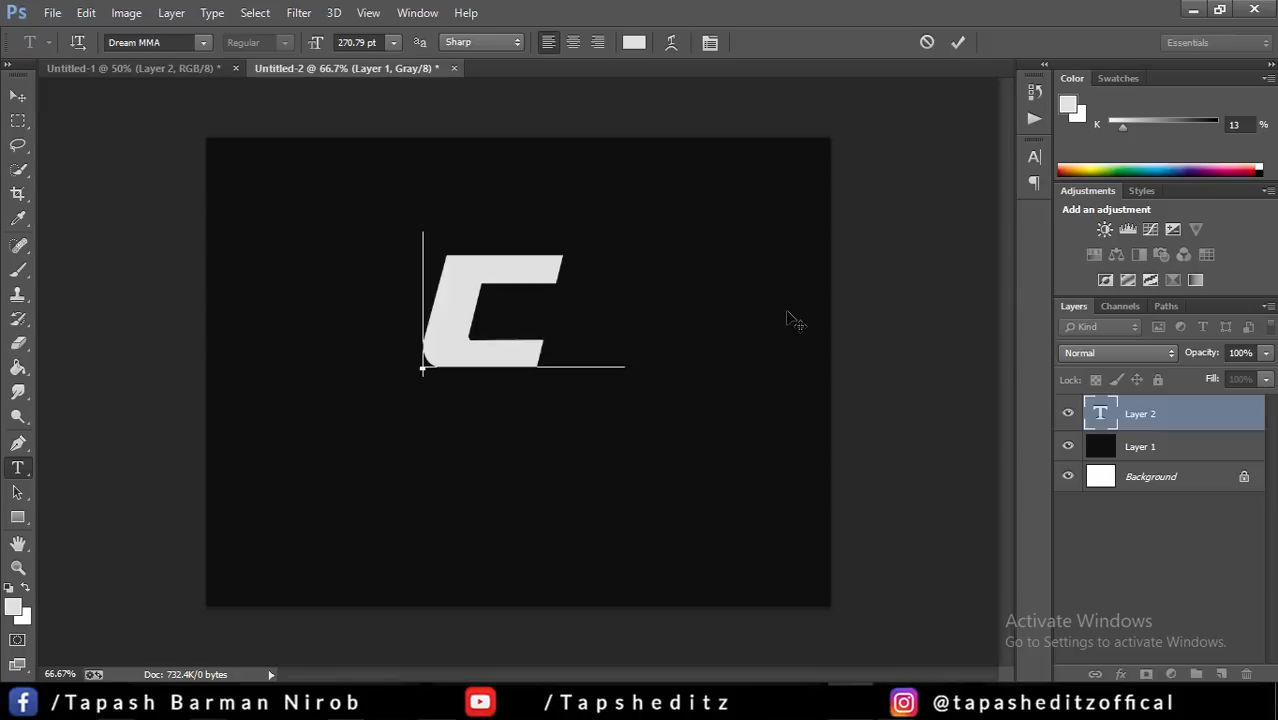 Ps File Edit Image Layer Type Select Filter 3D View Window Help
T Dream MMA Regular 270.79 pt aa Sharp Essentials
Untitled-1 @ 50% (Layer 2, RGB/8) * × Untitled-2 @ 66.7% (Layer 1, Gray/8) * ×
Color Swatches
K 13 %
Adjustments Styles
Add an adjustment
Layers Channels Paths
Kind
Normal Opacity: 100%
Lock: Fill: 100%
T Layer 2
Layer 1
Background
C
Activate Windows
Go to Settings to activate Windows.
66.67% Doc: 732.4K/0 bytes
/Tapash Barman Nirob /Tapsheditz @tapasheditzoffical